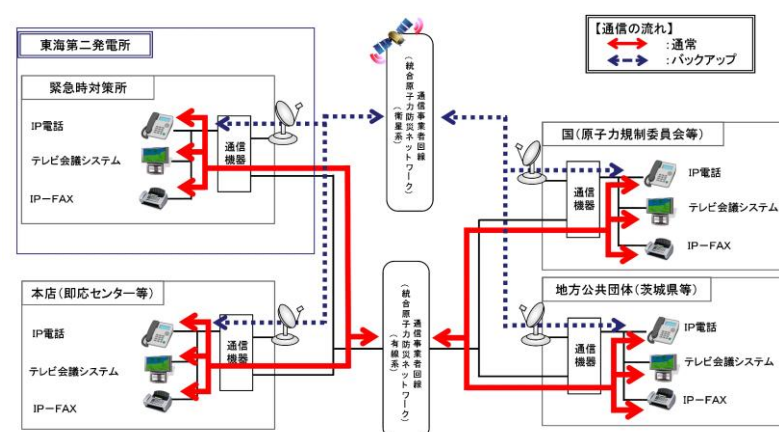 東海第二発電所
緊急時対策所
IP電話
テレビ会議システム
IP-FAX
通信機器
本店(即応センター等)
IP電話
テレビ会議システム
IP-FAX
通信機器
通信事業者回線
(統合原子力防災ネットワーク)
(衛星系)
通信事業者回線
(統合原子力防災ネットワーク)
(有線系)
【通信の流れ】
:通常
:バックアップ
国(原子力規制委員会等)
通信機器
IP電話
テレビ会議システム
IP-FAX
地方公共団体(茨城県等)
通信機器
IP電話
テレビ会議システム
IP-FAX